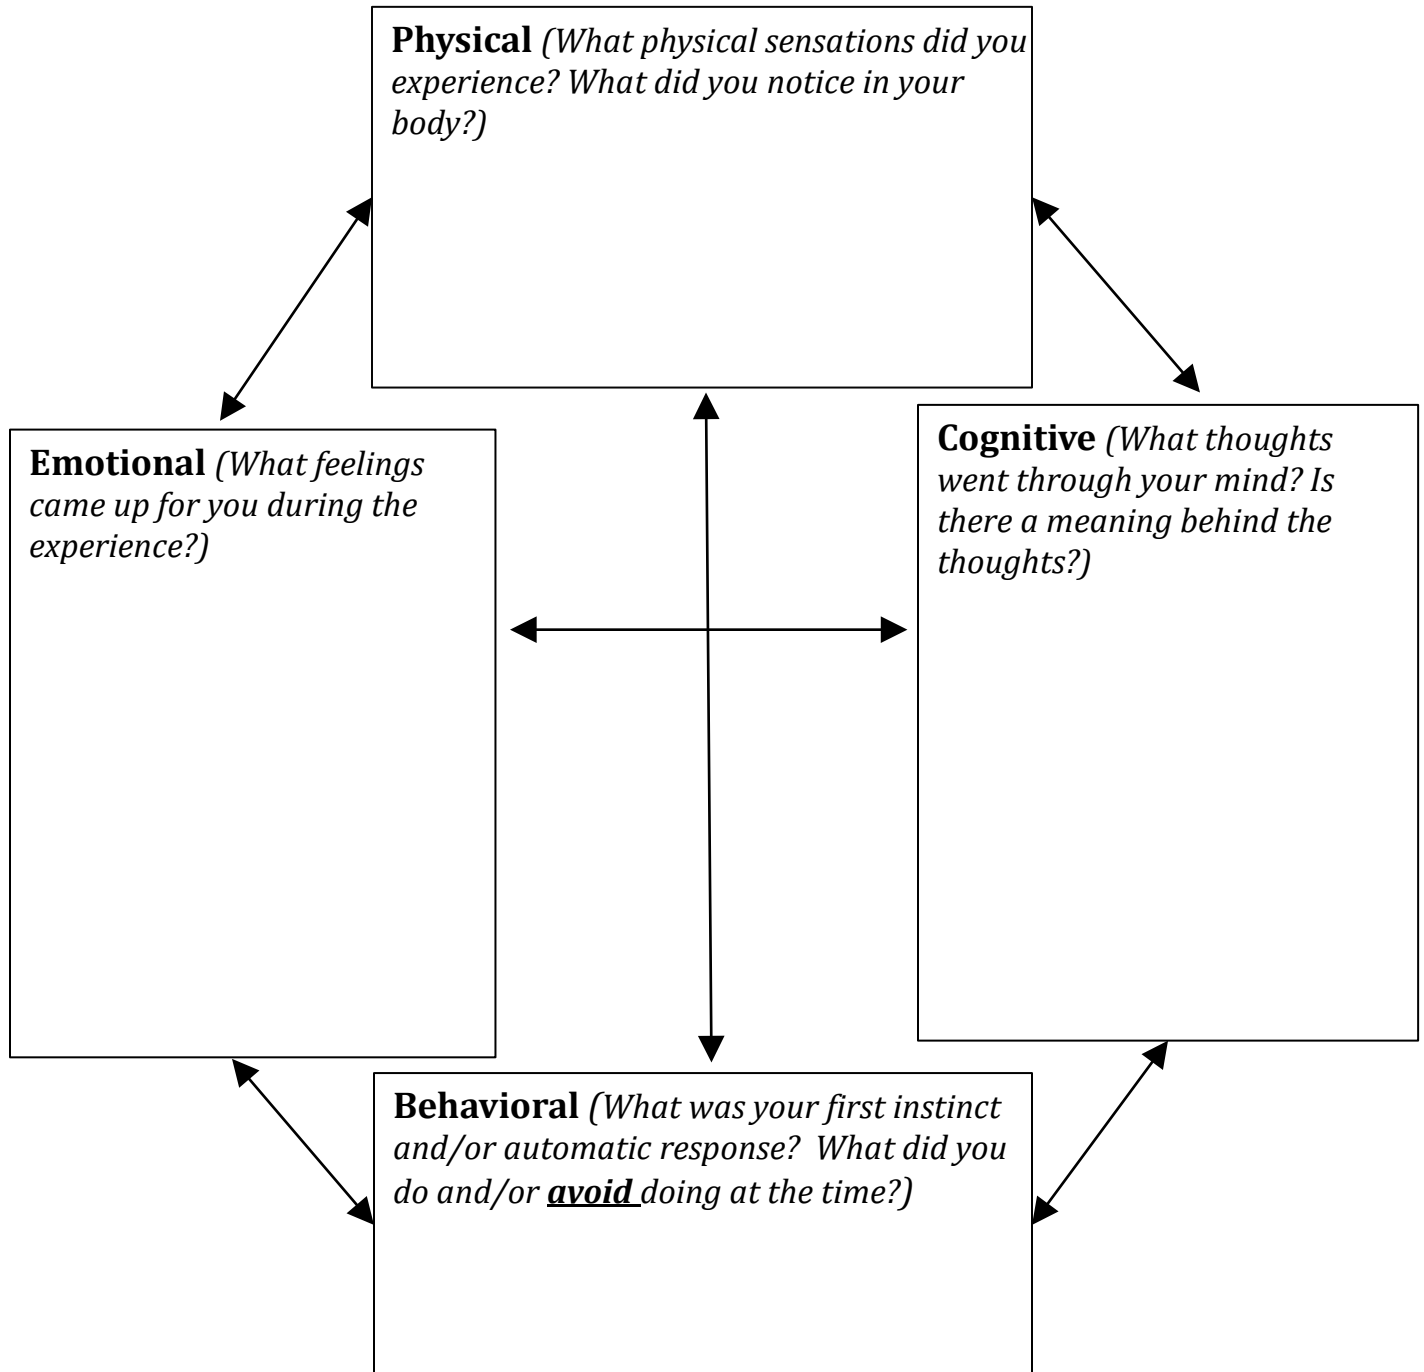 Physical (What physical sensations did you
experience? What did you notice in your
body?)
Emotional (What feelings
came up for you during the
experience?)
Cognitive (What thoughts
went through your mind? Is
there a meaning behind the
thoughts?)
Behavioral (What was your first instinct
and/or automatic response?  What did you
do and/or avoid doing at the time?)